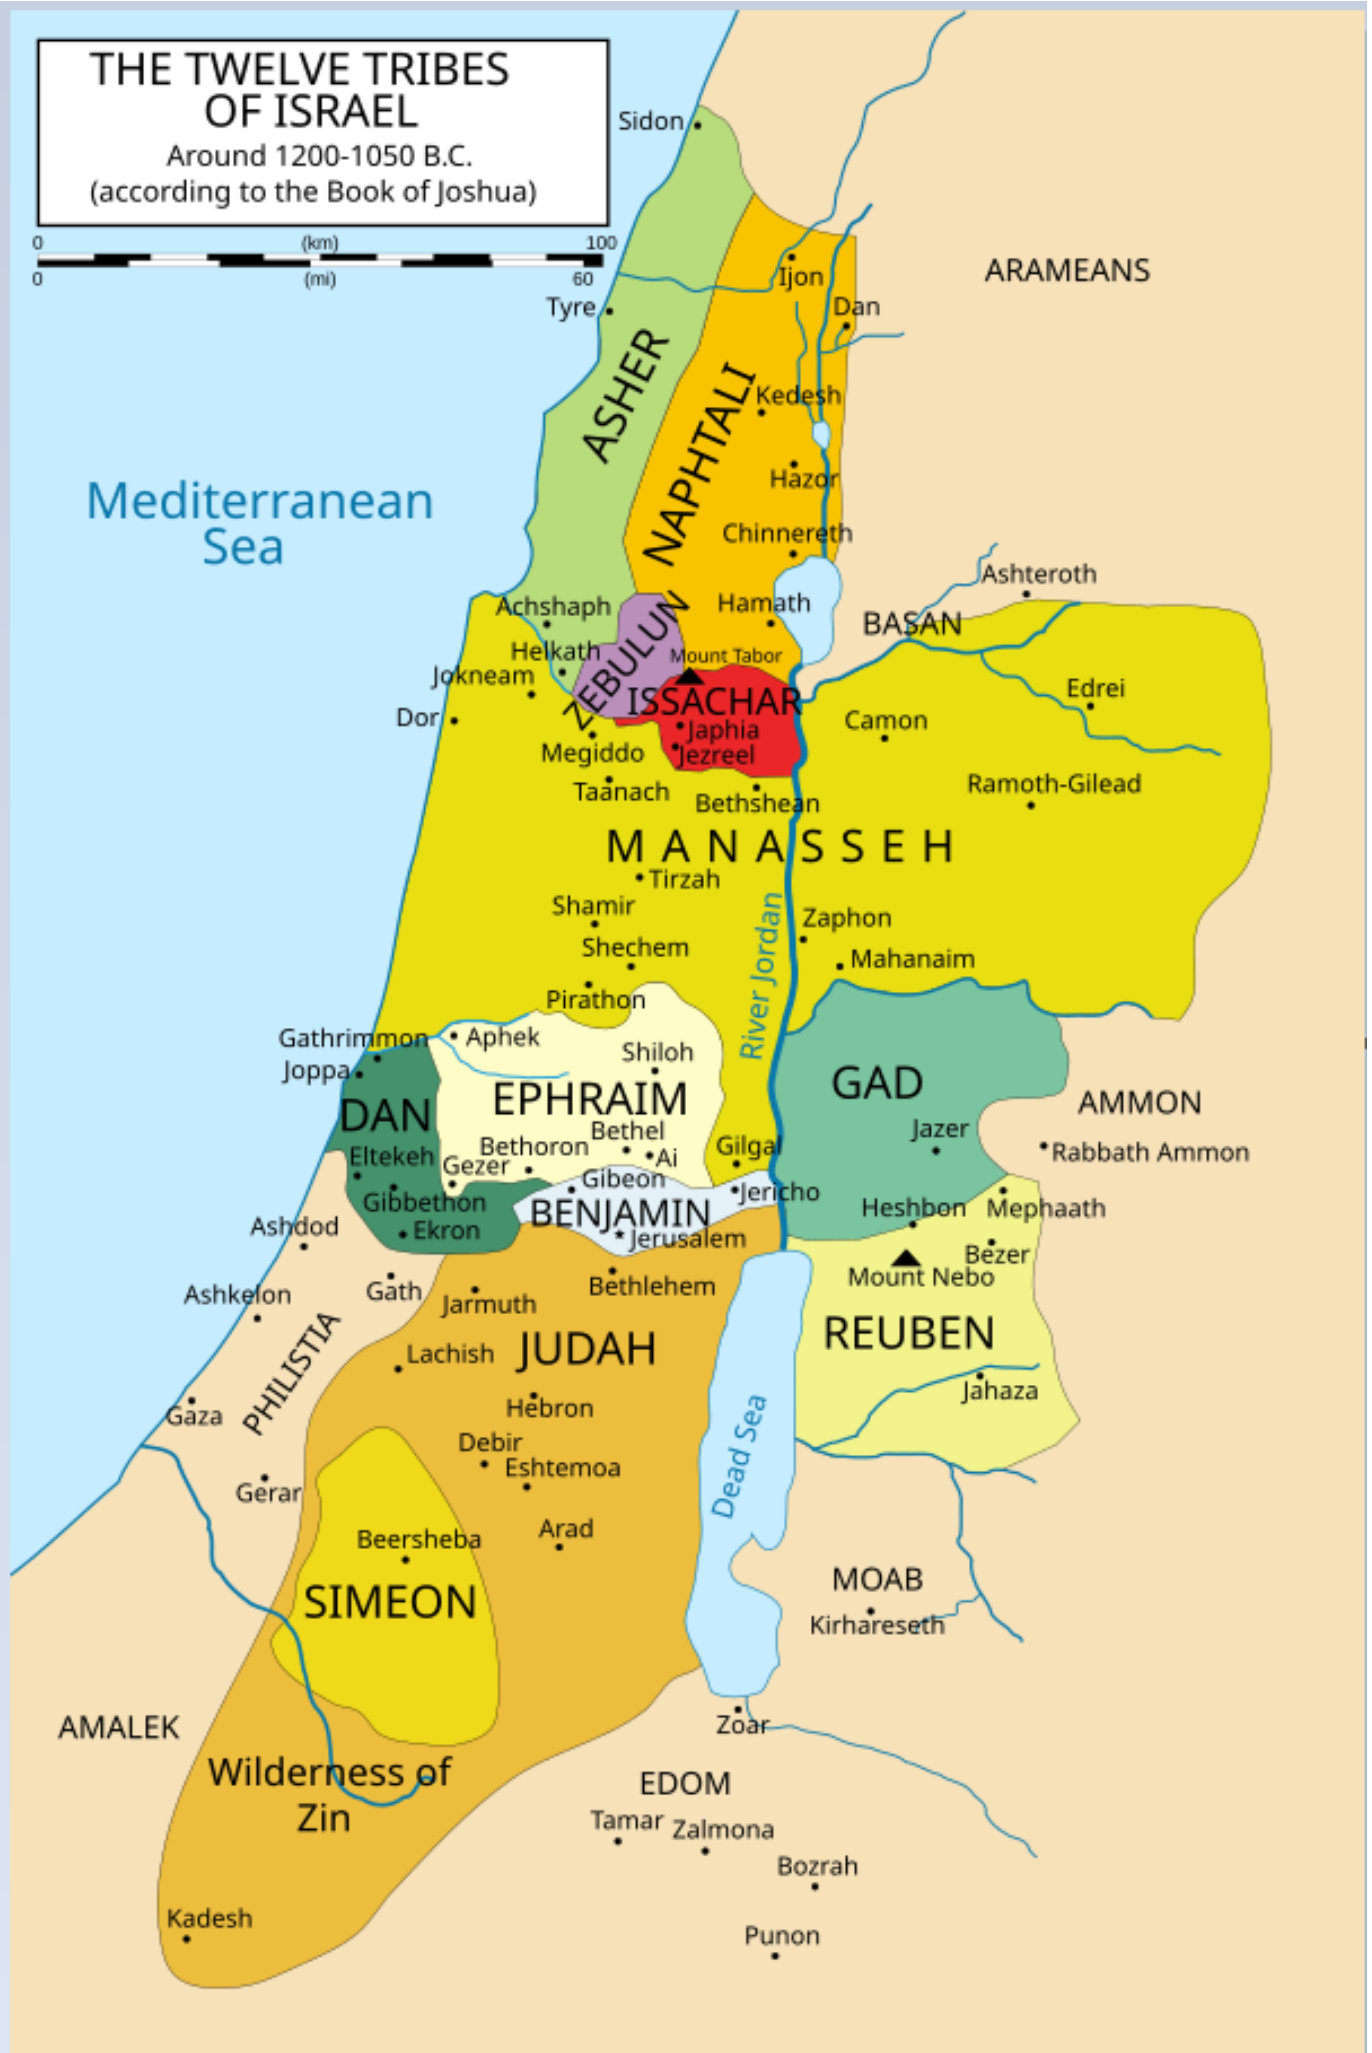 THE TWELVE TRIBES
OF ISRAEL
Around 1200-1050 B.C.
(according to the Book of Joshua)
0 (km) 100
0 (mi) 60
Sidon
ARAMEANS
Ijon
Tyre
Dan
ASHER
NAPHTALI
Kedesh
Hazor
Mediterranean
Sea
Chinnereth
Ashteroth
Achshaph
ZEBULUN
Hamath
BASAN
Helkath
Mount Tabor
Jokneam
ISSACHAR
Edrei
Dor
Japhia
Camon
Megiddo
Jezreel
Taanach
Bethshean
Ramoth-Gilead
MANASSEH
Tirzah
Shamir
Zaphon
Shechem
River Jordan
Mahanaim
Pirathon
Gathrimmon
Aphek
Joppa
Shiloh
DAN
EPHRAIM
GAD
AMMON
Bethel
Jazer
Eltekeh
Bethoron
Ai
Gilgal
Rabbath Ammon
Gezer
Gibeon
Gibbethon
Jericho
BENJAMIN
Heshbon
Mephaath
Ashdod
Ekron
Jerusalem
Bezer
Gath
Bethlehem
Mount Nebo
Ashkelon
Jarmuth
PHILISTIA
Lachish
JUDAH
REUBEN
Gaza
Hebron
Jahaza
Debir
Dead Sea
Eshtemoa
Gerar
Beersheba
Arad
SIMEON
MOAB
Kirhareseth
AMALEK
Zoar
Wilderness of
Zin
EDOM
Tamar
Zalmona
Bozrah
Kadesh
Punon